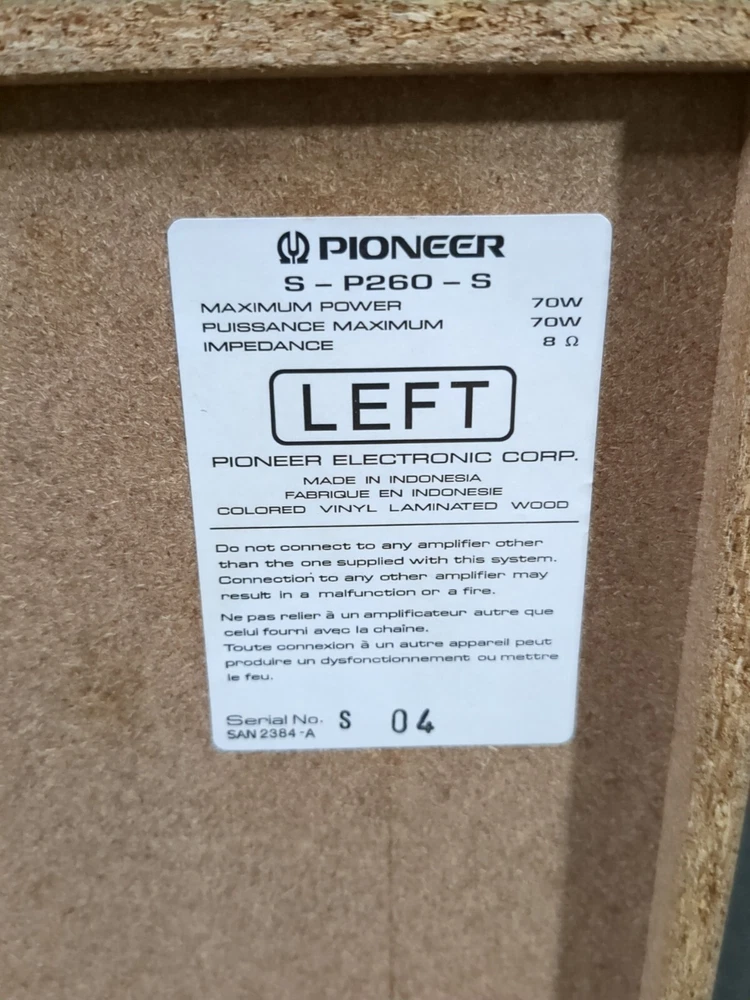 PIONEER
S-P260-S
MAXIMUM POWER 70W
PUISSANCE MAXIMUM 70W
IMPEDANCE 8 Ω
LEFT
PIONEER ELECTRONIC CORP.
MADE IN INDONESIA
FABRIQUE EN INDONESIE
COLORED VINYL LAMINATED WOOD
Do not connect to any amplifier other
than the one supplied with this system.
Connection to any other amplifier may
result in a malfunction or a fire.
Ne pas relier à un amplificateur autre que
celui fourni avec la chaîne.
Toute connexion à un autre appareil peut
produire un dysfonctionnement ou mettre
le feu.
Serial No. S 04
SAN 2384-A